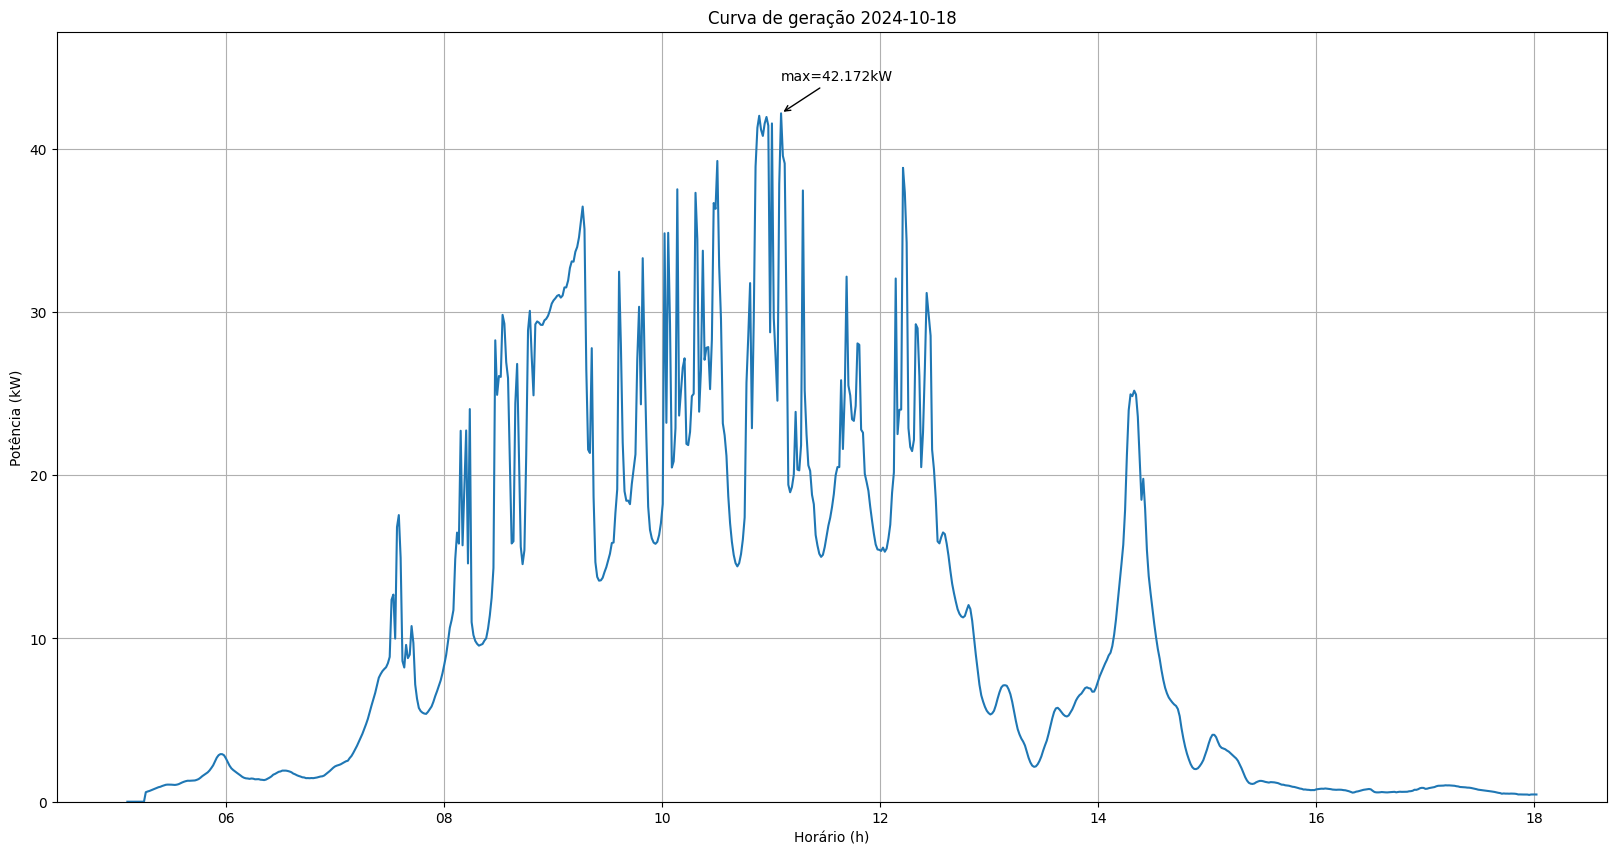 Curva de geração 2024-10-18
max=42.172kW
Potência (kW)
40
30
20
10
0
06 08 10 12 14 16 18
Horário (h)